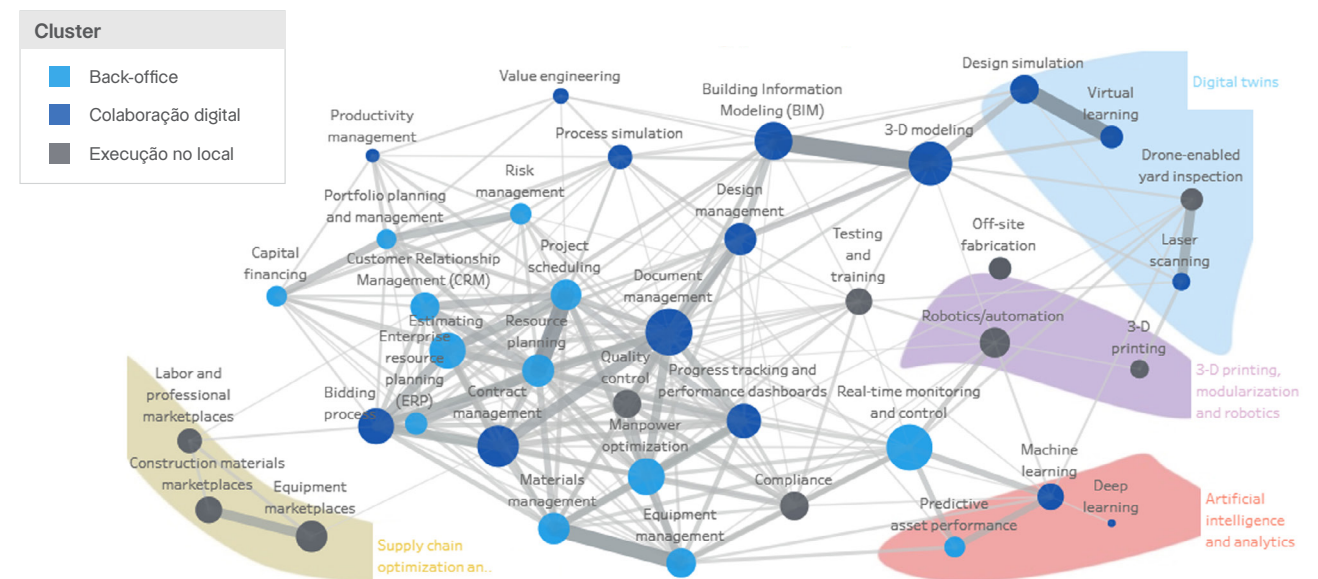 Cluster
Back-office
Colaboração digital
Execução no local
Value engineering
Building Information
Modeling (BIM)
Design simulation
Virtual
learning
Digital twins
Productivity
management
Process simulation
3-D modeling
Drone-enabled
yard inspection
Risk
management
Portfolio planning
and management
Design
management
Testing
and
training
Off-site
fabrication
Laser
scanning
Capital
financing
Customer Relationship
Management (CRM)
Project
scheduling
Document
management
Estimating
Resource
planning
Robotics/automation
3-D
printing
Enterprise
resource
planning
(ERP)
Quality
control
Progress tracking and
performance dashboards
Real-time monitoring
and control
3-D printing,
modularization
and robotics
Labor and
professional
marketplaces
Bidding
process
Contract
management
Manpower
optimization
Construction materials
marketplaces
Equipment
marketplaces
Materials
management
Equipment
management
Compliance
Machine
learning
Deep
learning
Predictive
asset performance
Artificial
intelligence
and analytics
Supply chain
optimization an..